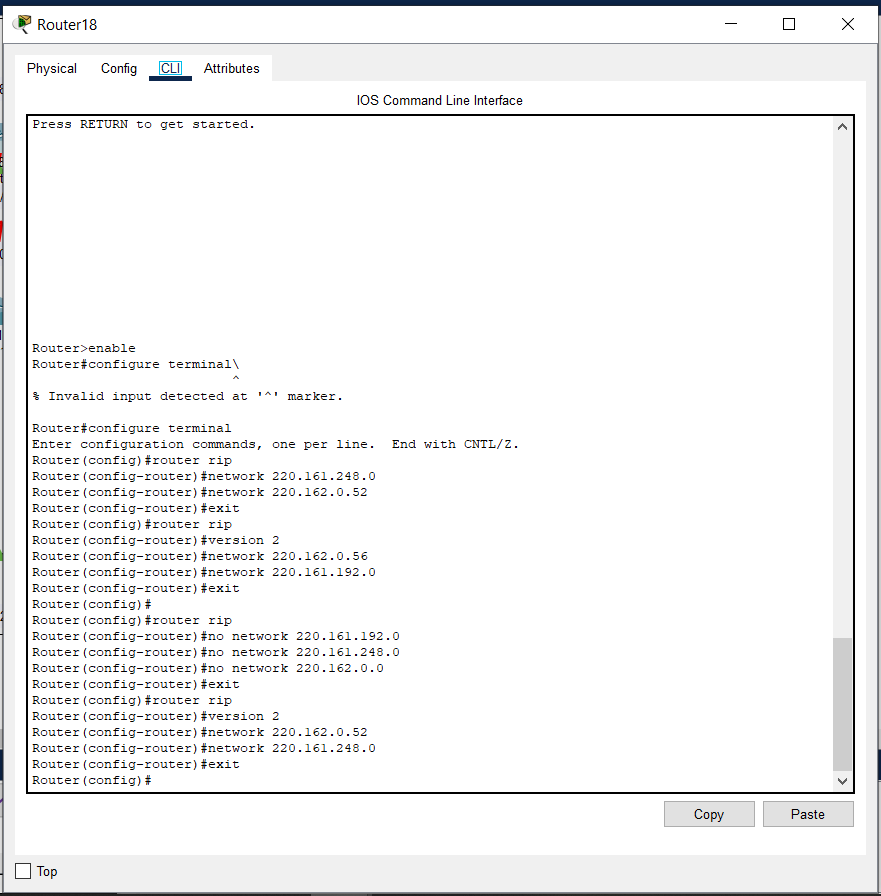 Router18
Physical Config CLI Attributes
IOS Command Line Interface
Press RETURN to get started.
Router>enable
Router#configure terminal\
^
% Invalid input detected at '^' marker.
Router#configure terminal
Enter configuration commands, one per line.  End with CNTL/Z.
Router(config)#router rip
Router(config-router)#network 220.161.248.0
Router(config-router)#network 220.162.0.52
Router(config-router)#exit
Router(config)#router rip
Router(config-router)#version 2
Router(config-router)#network 220.162.0.56
Router(config-router)#network 220.161.192.0
Router(config-router)#exit
Router(config)#
Router(config)#router rip
Router(config-router)#no network 220.161.192.0
Router(config-router)#no network 220.161.248.0
Router(config-router)#no network 220.162.0.0
Router(config-router)#exit
Router(config)#router rip
Router(config-router)#version 2
Router(config-router)#network 220.162.0.52
Router(config-router)#network 220.161.248.0
Router(config-router)#exit
Router(config)#
Copy Paste
Top